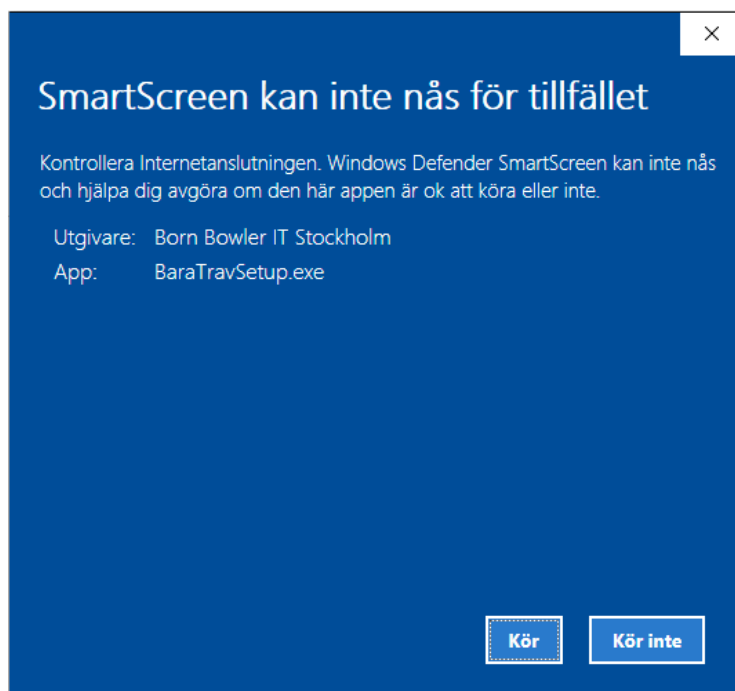 SmartScreen kan inte nås för tillfället
Kontrollera Internetanslutningen. Windows Defender SmartScreen kan inte nås
och hjälpa dig avgöra om den här appen är ok att köra eller inte.
Utgivare: Born Bowler IT Stockholm
App: BaraTravSetup.exe
Kör Kör inte